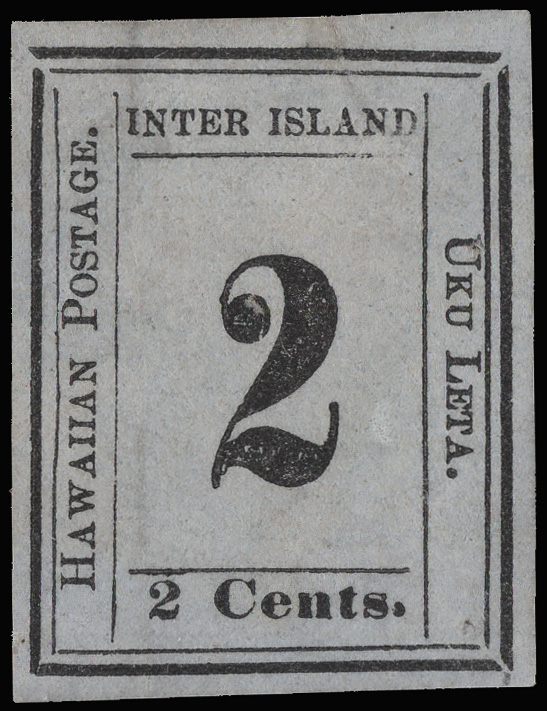 INTER ISLAND
HAWAIIAN POSTAGE.
2
UKU LETA.
2 Cents.